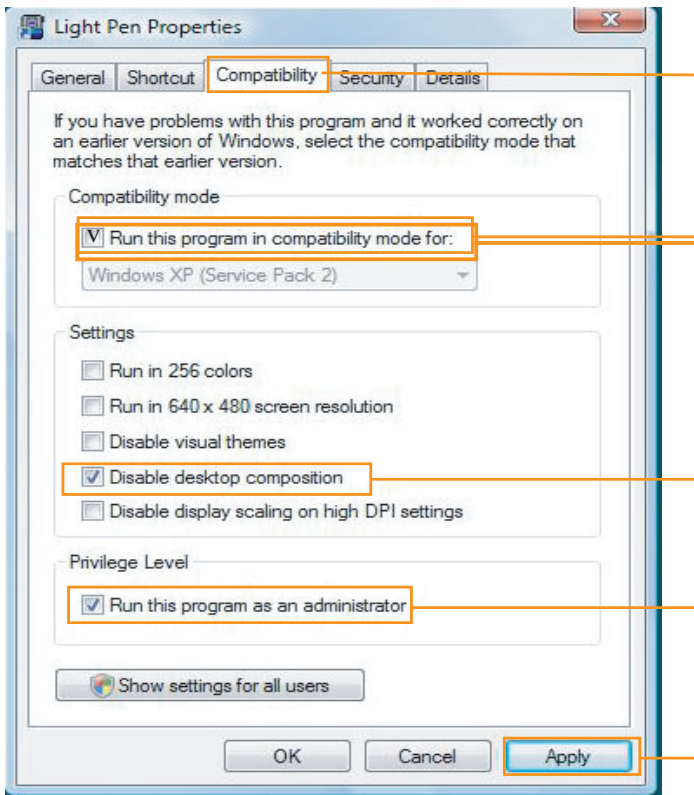 Light Pen Properties
General Shortcut Compatibility Security Details
If you have problems with this program and it worked correctly on
an earlier version of Windows, select the compatibility mode that
matches that earlier version.
Compatibility mode
V Run this program in compatibility mode for:
Windows XP (Service Pack 2)
Settings
Run in 256 colors
Run in 640 x 480 screen resolution
Disable visual themes
Disable desktop composition
Disable display scaling on high DPI settings
Privilege Level
Run this program as an administrator
Show settings for all users
OK Cancel Apply